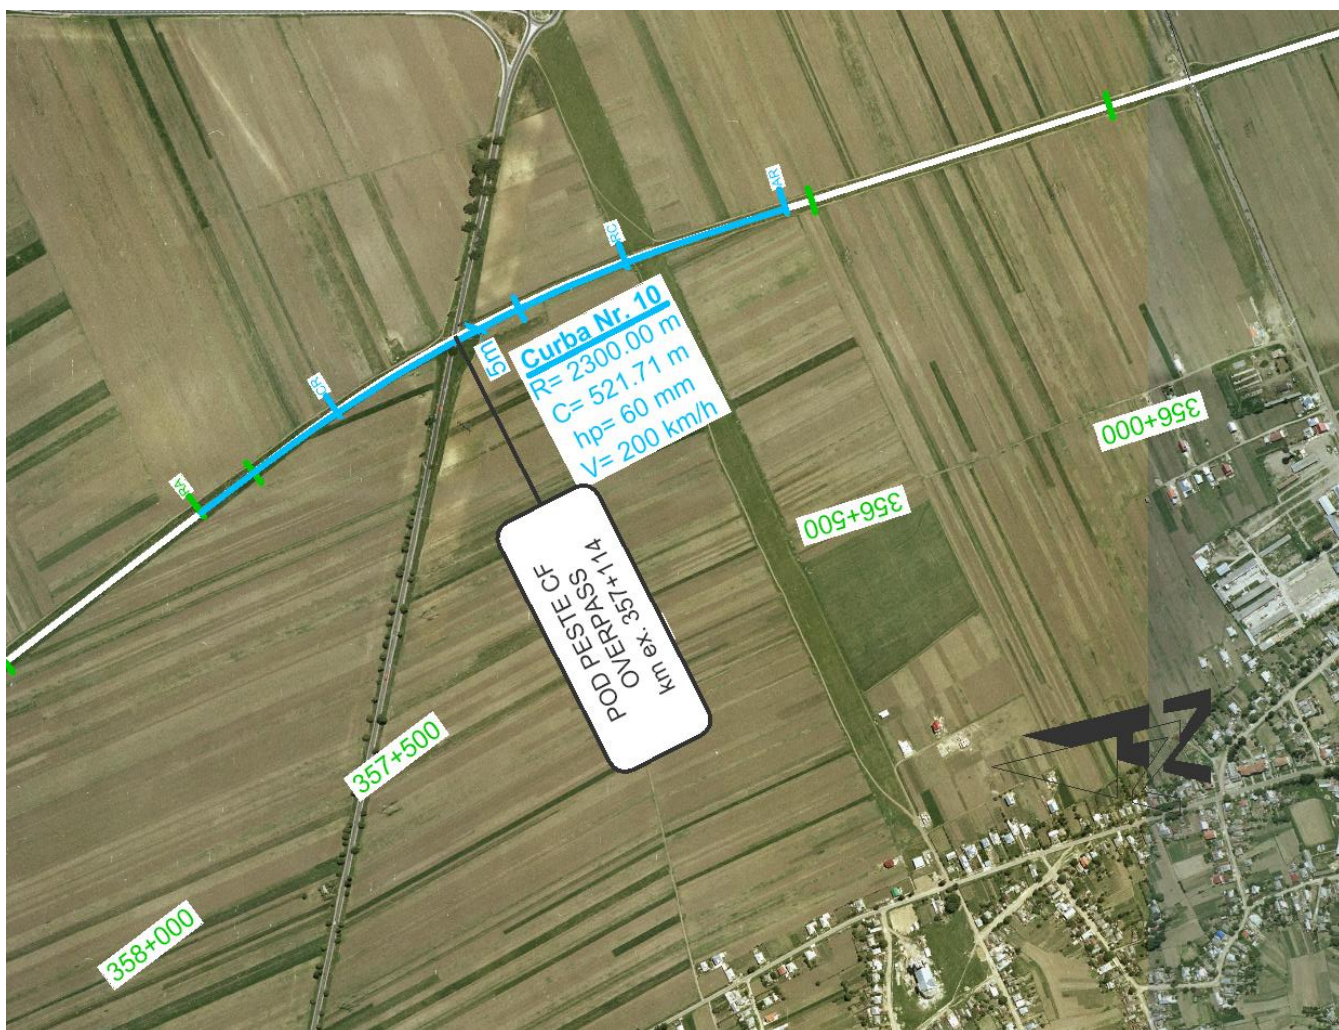 AR
RC
Curba Nr. 10
R= 2300.00 m
C= 521.71 m
hp= 60 mm
V= 200 km/h
5m
CR
RA
POD PESTE CF
OVERPASS
km ex. 357+114
356+000
356+500
357+500
358+000
N